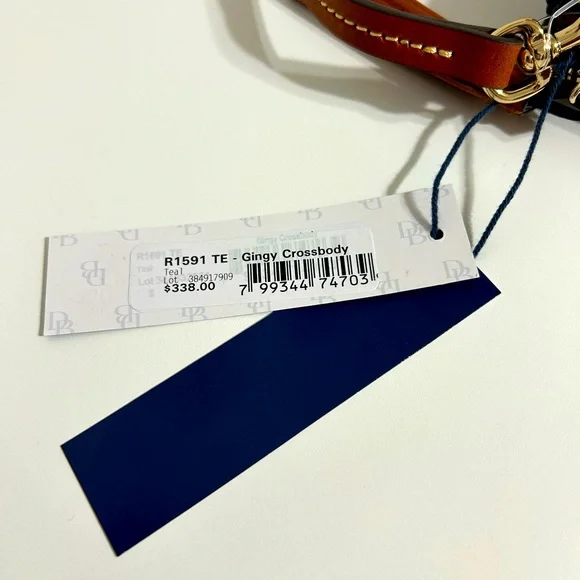 R1591 TE - Gingy Crossbody
Teal
Lot 384917909
$338.00
7 99344 74703